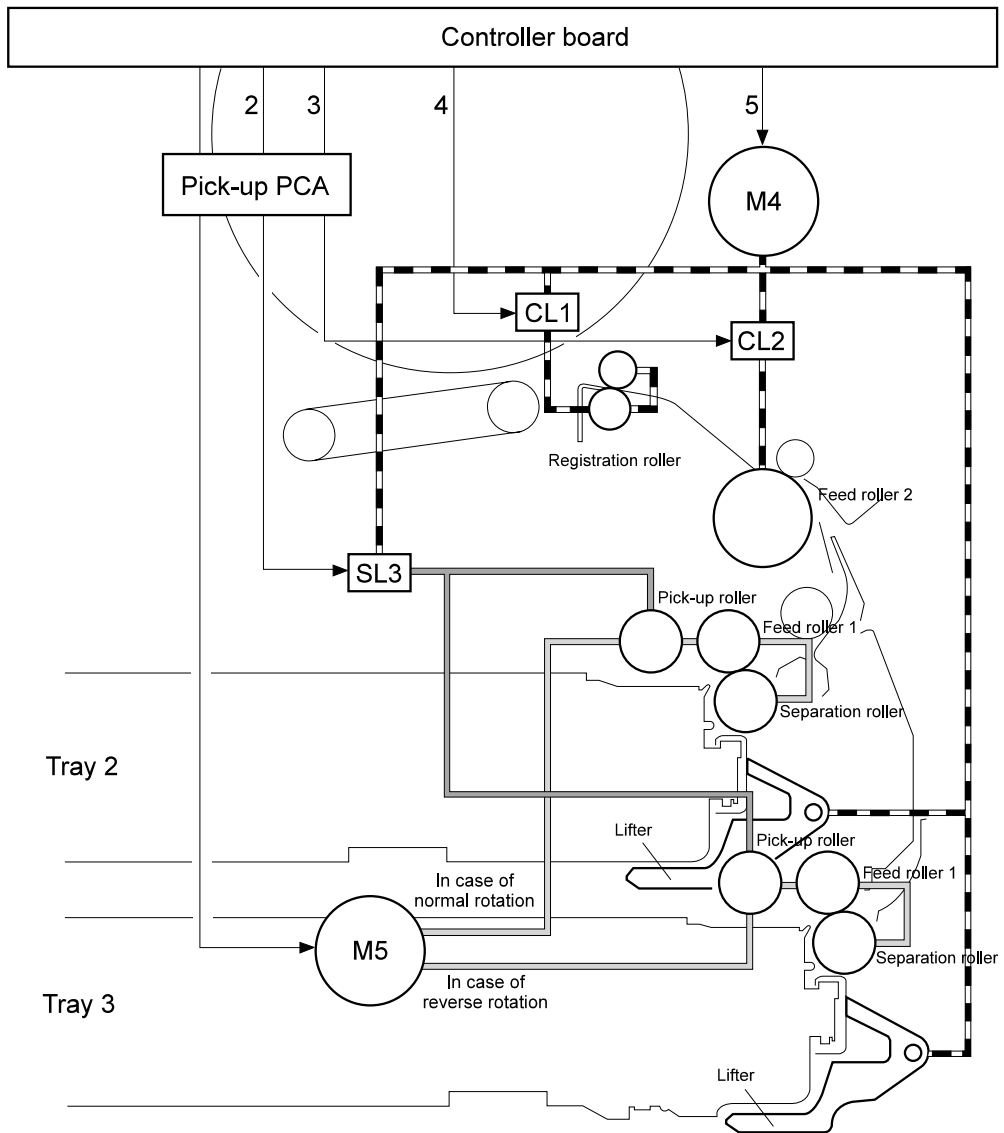 Controller board
2
3
4
5
Pick-up PCA
M4
CL1
CL2
Registration roller
Feed roller 2
SL3
Pick-up roller
Feed roller 1
Separation roller
Tray 2
Lifter
Pick-up roller
Feed roller 1
In case of
normal rotation
M5
Separation roller
In case of
reverse rotation
Tray 3
Lifter